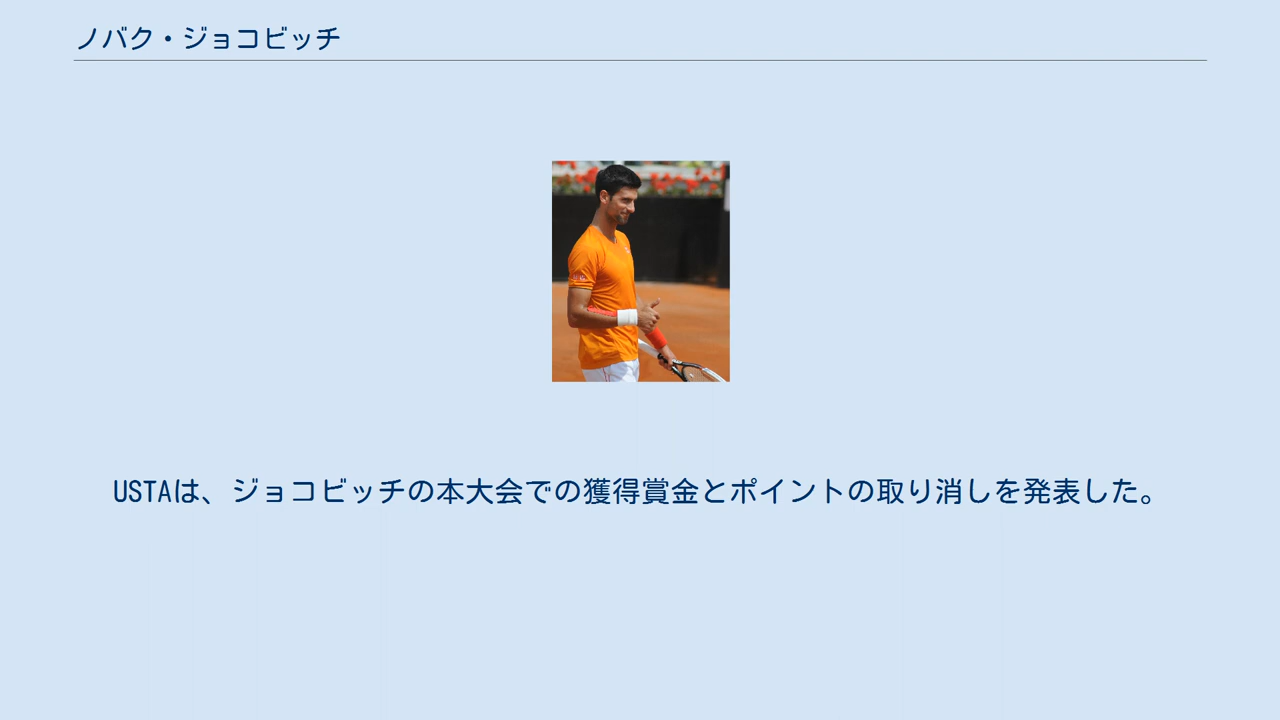 ノバク・ジョコビッチ
USTAは、ジョコビッチの本大会での獲得賞金とポイントの取り消しを発表した。